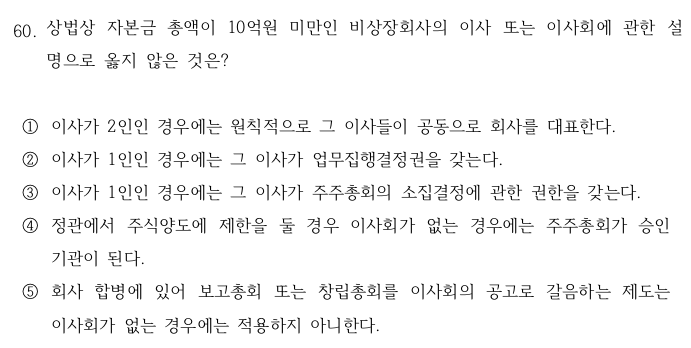 60. 상법상 자본금 총액이 10억원 미만인 비상장회사의 이사 또는 이사회에 관한 설
명으로 옳지 않은 것은?
① 이사가 2인인 경우에는 원칙적으로 그 이사들이 공동으로 회사를 대표한다.
② 이사가 1인인 경우에는 그 이사가 업무집행결정권을 갖는다.
③ 이사가 1인인 경우에는 그 이사가 주주총회의 소집결정에 관한 권한을 갖는다.
④ 정관에서 주식양도에 제한을 둘 경우 이사회가 없는 경우에는 주주총회가 승인
기관이 된다.
⑤ 회사 합병에 있어 보고총회 또는 창립총회를 이사회의 공고로 갈음하는 제도는
이사회가 없는 경우에는 적용하지 아니한다.